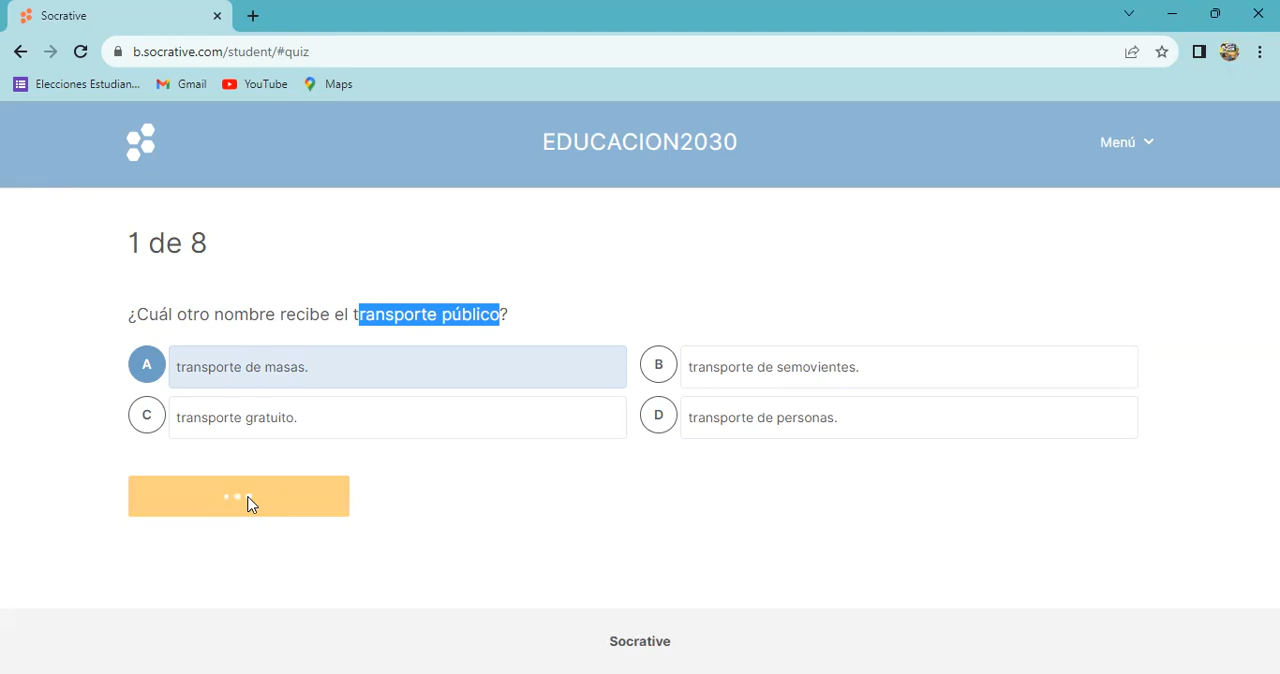 Socrative
b.socrative.com/student/#quiz
Elecciones Estudian...
Gmail
YouTube
Maps
EDUCACION2030
Menú
1 de 8
¿Cuál otro nombre recibe el transporte público?
A transporte de masas.
B transporte de semovientes.
C transporte gratuito.
D transporte de personas.
Socrative